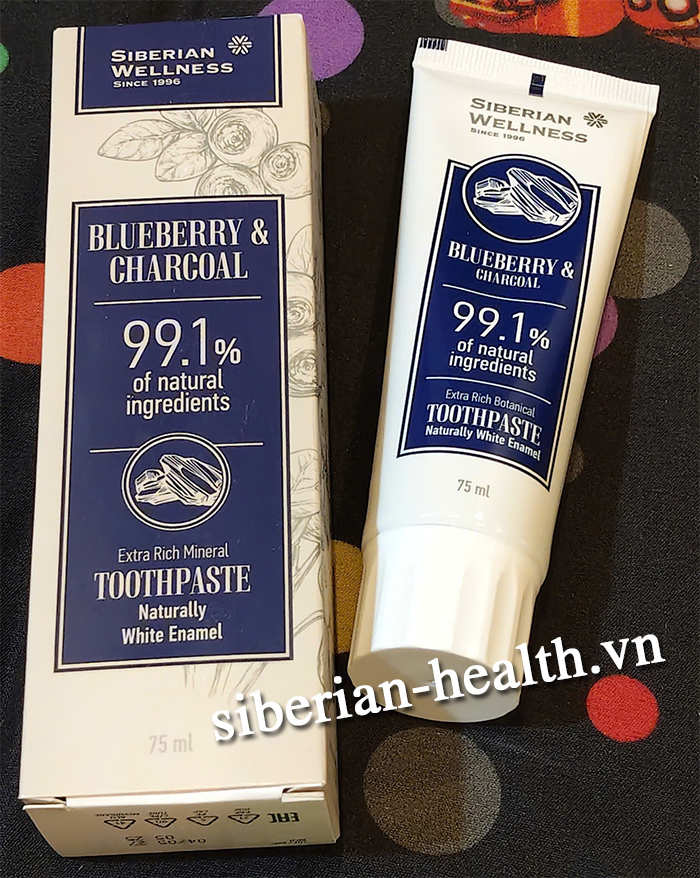 SIBERIAN
WELLNESS
SINCE 1996
BLUEBERRY &
CHARCOAL
99.1%
of natural
ingredients
Extra Rich Mineral
TOOTHPASTE
Naturally
White Enamel
75 ml
EAC
SIBERIAN
WELLNESS
SINCE 1996
BLUEBERRY &
CHARCOAL
99.1%
of natural
ingredients
Extra Rich Botanical
TOOTHPASTE
Naturally White Enamel
75 ml
siberian-health.vn